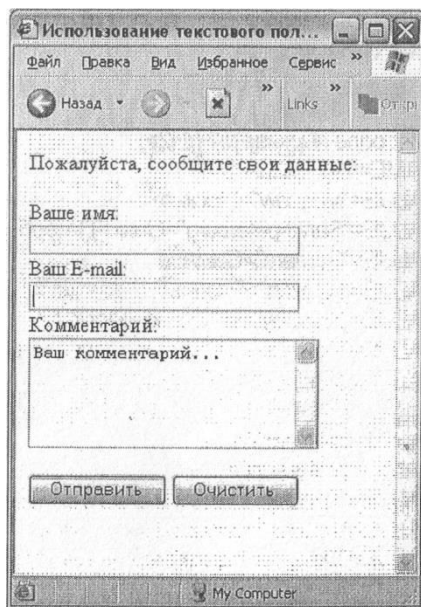 Использование текстового пол...
Файл Правка Вид Избранное Сервис »
Назад » Links » Откр
Пожалуйста, сообщите свои данные:
Ваше имя:
Ваш E-mail:
Комментарий:
Ваш комментарий...
Отправить Очистить
My Computer